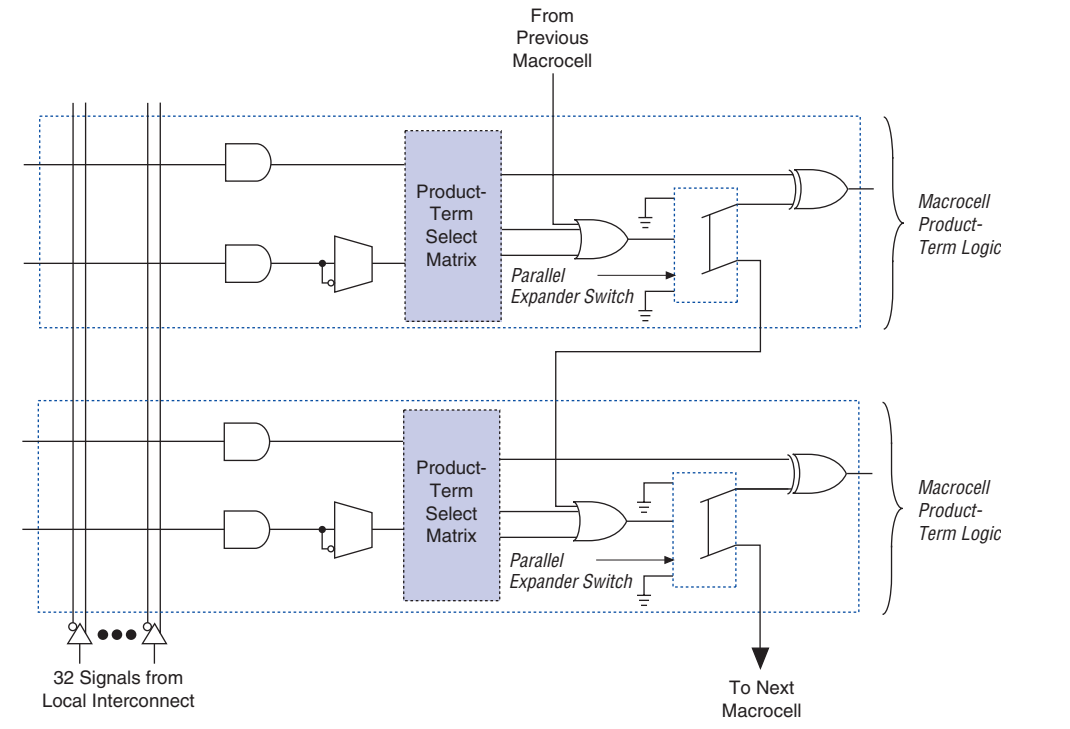 From
Previous
Macrocell
Product-
Term
Select
Matrix
Parallel
Expander Switch
Macrocell
Product-
Term Logic
Product-
Term
Select
Matrix
Parallel
Expander Switch
Macrocell
Product-
Term Logic
32 Signals from
Local Interconnect
To Next
Macrocell